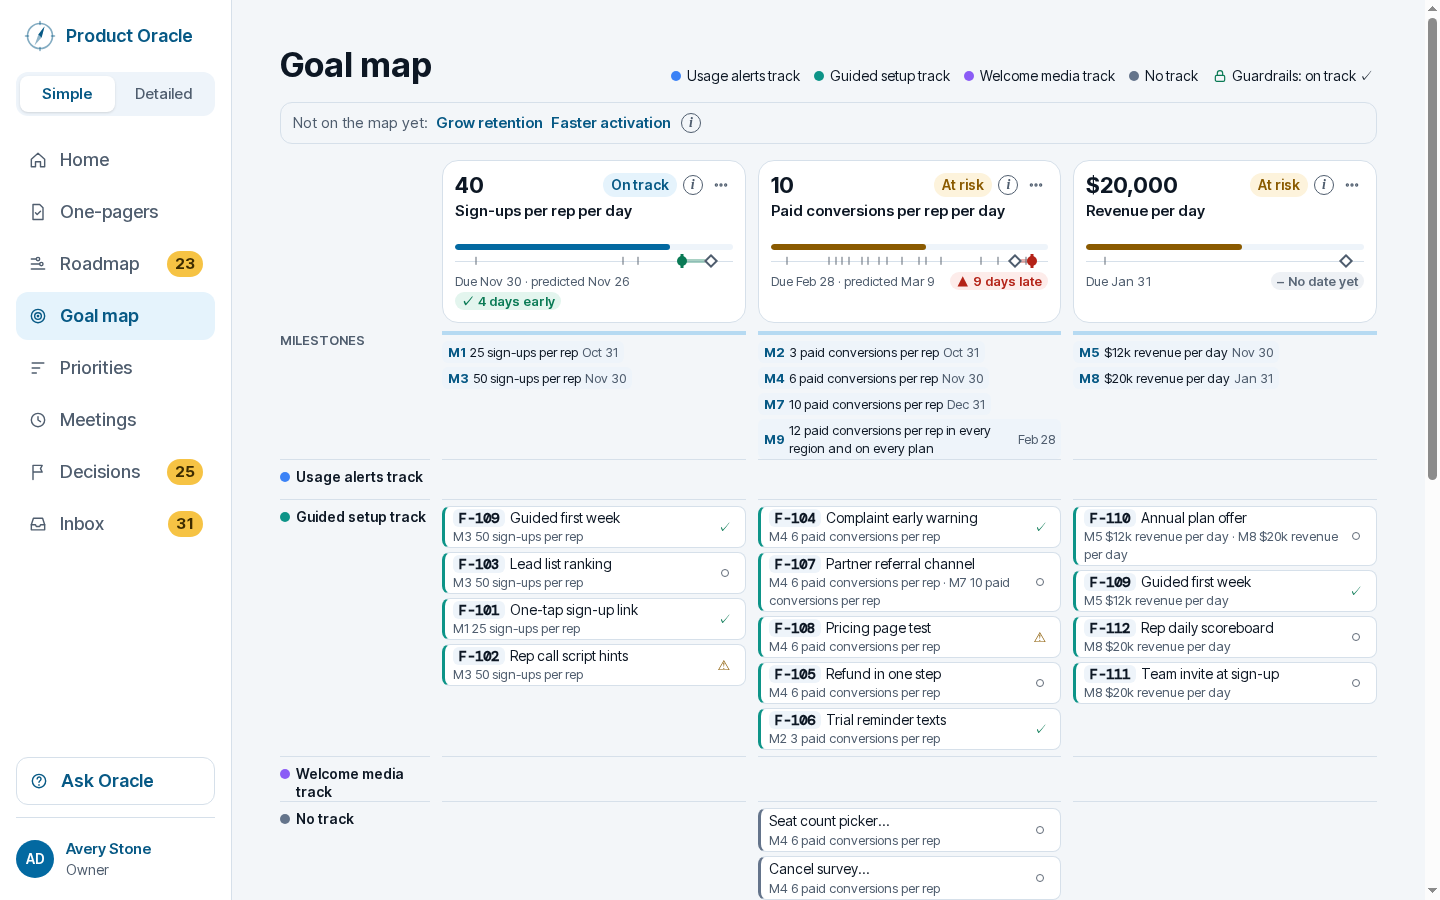 Product Oracle
Simple Detailed
Home
One-pagers
Roadmap 23
Goal map
Priorities
Meetings
Decisions 25
Inbox 31
Ask Oracle
AD
Avery Stone
Owner
Goal map
Usage alerts track Guided setup track Welcome media track No track Guardrails: on track ✓
Not on the map yet: Grow retention Faster activation i
40 On track i ···
Sign-ups per rep per day
Due Nov 30 · predicted Nov 26
✓ 4 days early
10 At risk i ···
Paid conversions per rep per day
Due Feb 28 · predicted Mar 9 ▲ 9 days late
$20,000 At risk i ···
Revenue per day
Due Jan 31 – No date yet
MILESTONES
M1 25 sign-ups per rep Oct 31
M3 50 sign-ups per rep Nov 30
M2 3 paid conversions per rep Oct 31
M4 6 paid conversions per rep Nov 30
M7 10 paid conversions per rep Dec 31
M9 12 paid conversions per rep in every region and on every plan Feb 28
M5 $12k revenue per day Nov 30
M8 $20k revenue per day Jan 31
Usage alerts track
Guided setup track
F-109 Guided first week ✓
M3 50 sign-ups per rep
F-103 Lead list ranking ○
M3 50 sign-ups per rep
F-101 One-tap sign-up link ✓
M1 25 sign-ups per rep
F-102 Rep call script hints ⚠
M3 50 sign-ups per rep
F-104 Complaint early warning ✓
M4 6 paid conversions per rep
F-107 Partner referral channel ○
M4 6 paid conversions per rep · M7 10 paid
conversions per rep
F-108 Pricing page test ⚠
M4 6 paid conversions per rep
F-105 Refund in one step ○
M4 6 paid conversions per rep
F-106 Trial reminder texts ✓
M2 3 paid conversions per rep
F-110 Annual plan offer ○
M5 $12k revenue per day · M8 $20k revenue
per day
F-109 Guided first week ✓
M5 $12k revenue per day
F-112 Rep daily scoreboard ○
M8 $20k revenue per day
F-111 Team invite at sign-up ○
M8 $20k revenue per day
Welcome media
track
No track
Seat count picker… ○
M4 6 paid conversions per rep
Cancel survey… ○
M4 6 paid conversions per rep